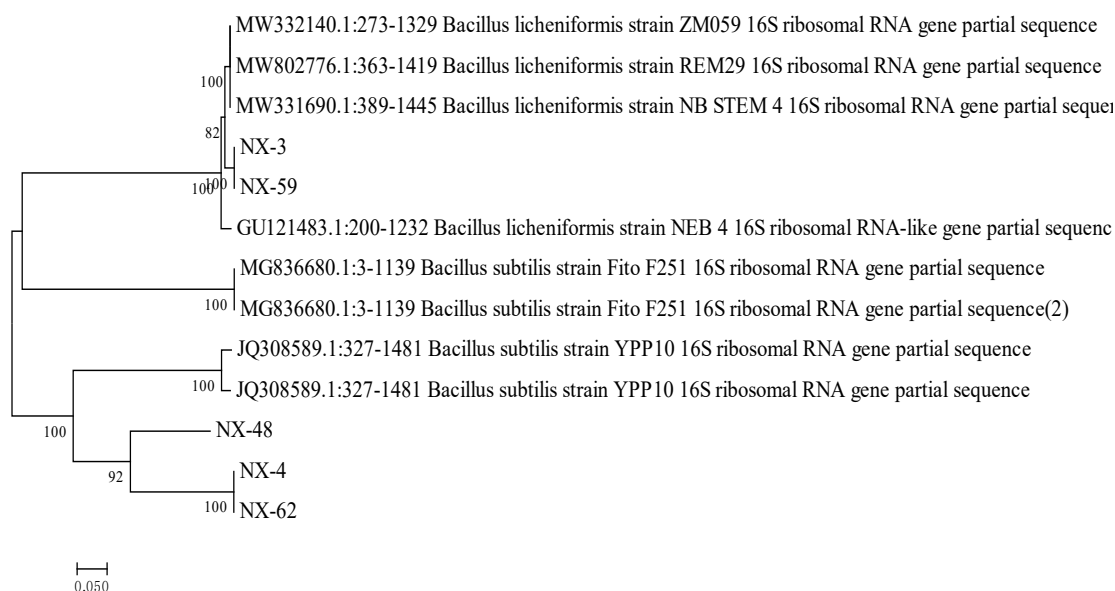 MW332140.1:273-1329 Bacillus licheniformis strain ZM059 16S ribosomal RNA gene partial sequence
MW802776.1:363-1419 Bacillus licheniformis strain REM29 16S ribosomal RNA gene partial sequence
100
MW331690.1:389-1445 Bacillus licheniformis strain NB STEM 4 16S ribosomal RNA gene partial sequen
82
NX-3
100
100
NX-59
GU121483.1:200-1232 Bacillus licheniformis strain NEB 4 16S ribosomal RNA-like gene partial sequenc
MG836680.1:3-1139 Bacillus subtilis strain Fito F251 16S ribosomal RNA gene partial sequence
100
MG836680.1:3-1139 Bacillus subtilis strain Fito F251 16S ribosomal RNA gene partial sequence(2)
JQ308589.1:327-1481 Bacillus subtilis strain YPP10 16S ribosomal RNA gene partial sequence
100
JQ308589.1:327-1481 Bacillus subtilis strain YPP10 16S ribosomal RNA gene partial sequence
100
NX-48
92
NX-4
100
NX-62
0.050